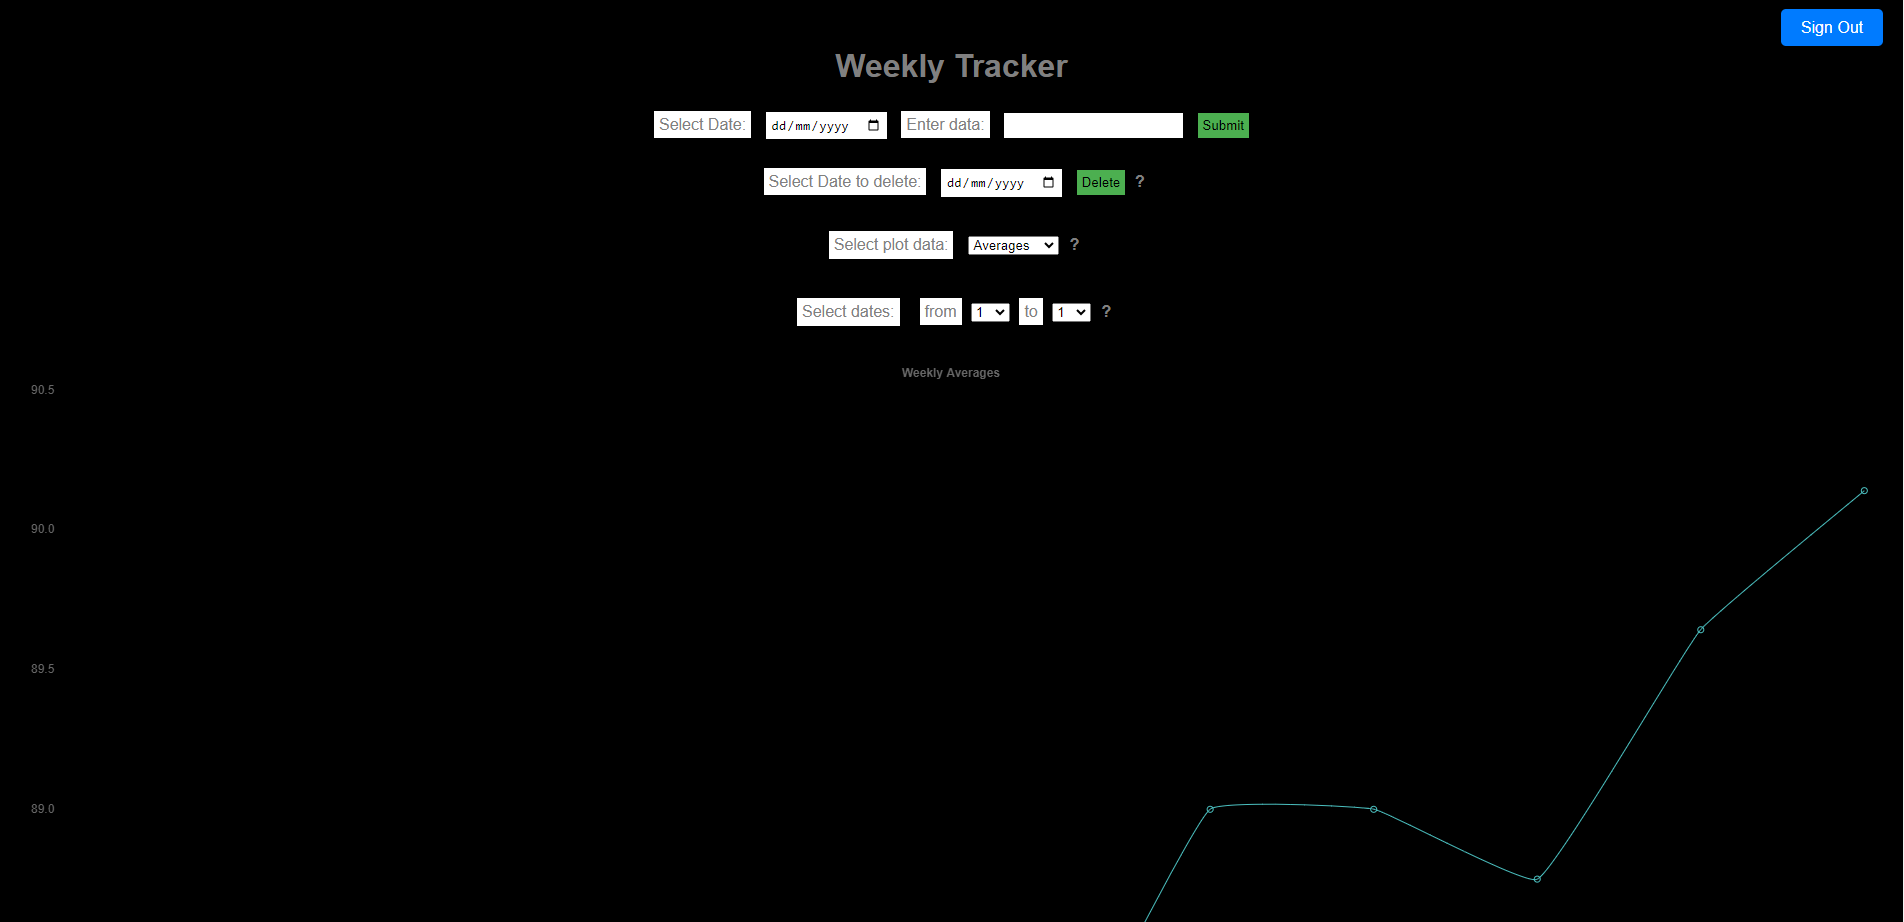 Sign Out
Weekly Tracker
Select Date: dd/mm/yyyy Enter data: Submit
Select Date to delete: dd/mm/yyyy Delete ?
Select plot data: Averages ?
Select dates: from 1 to 1 ?
Weekly Averages
90.5
90.0
89.5
89.0